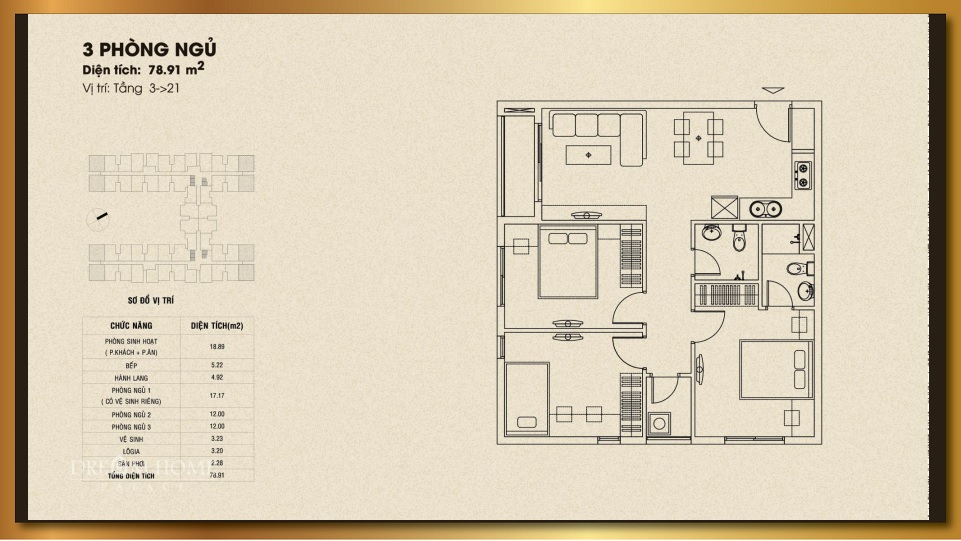 3 PHÒNG NGỦ
Diện tích: 78.91 m2
Vị trí: Tầng 3->21
SƠ ĐỒ VỊ TRÍ
CHỨC NĂNG DIỆN TÍCH(m2)
PHÒNG SINH HOẠT
( P.KHÁCH + P.ĂN) 18.89
BẾP 5.22
HÀNH LANG 4.92
PHÒNG NGỦ 1
( CÓ VỆ SINH RIÊNG) 17.17
PHÒNG NGỦ 2 12.00
PHÒNG NGỦ 3 12.00
VỆ SINH 3.23
LÔGIA 3.20
SÀN PHƠI 2.28
TỔNG DIỆN TÍCH 78.91
DREAM HOME